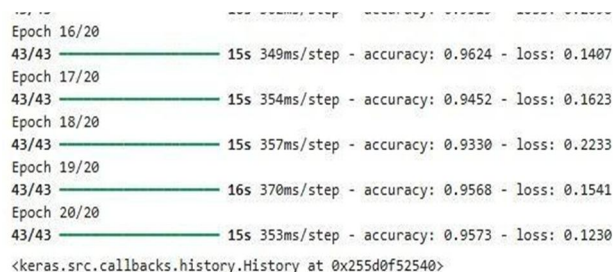 Epoch 16/20
43/43 15s 349ms/step - accuracy: 0.9624 - loss: 0.1407
Epoch 17/20
43/43 15s 354ms/step - accuracy: 0.9452 - loss: 0.1623
Epoch 18/20
43/43 15s 357ms/step - accuracy: 0.9330 - loss: 0.2233
Epoch 19/20
43/43 16s 370ms/step - accuracy: 0.9568 - loss: 0.1541
Epoch 20/20
43/43 15s 353ms/step - accuracy: 0.9573 - loss: 0.1230
<keras.src.callbacks.history.History at 0x255d0f52540>